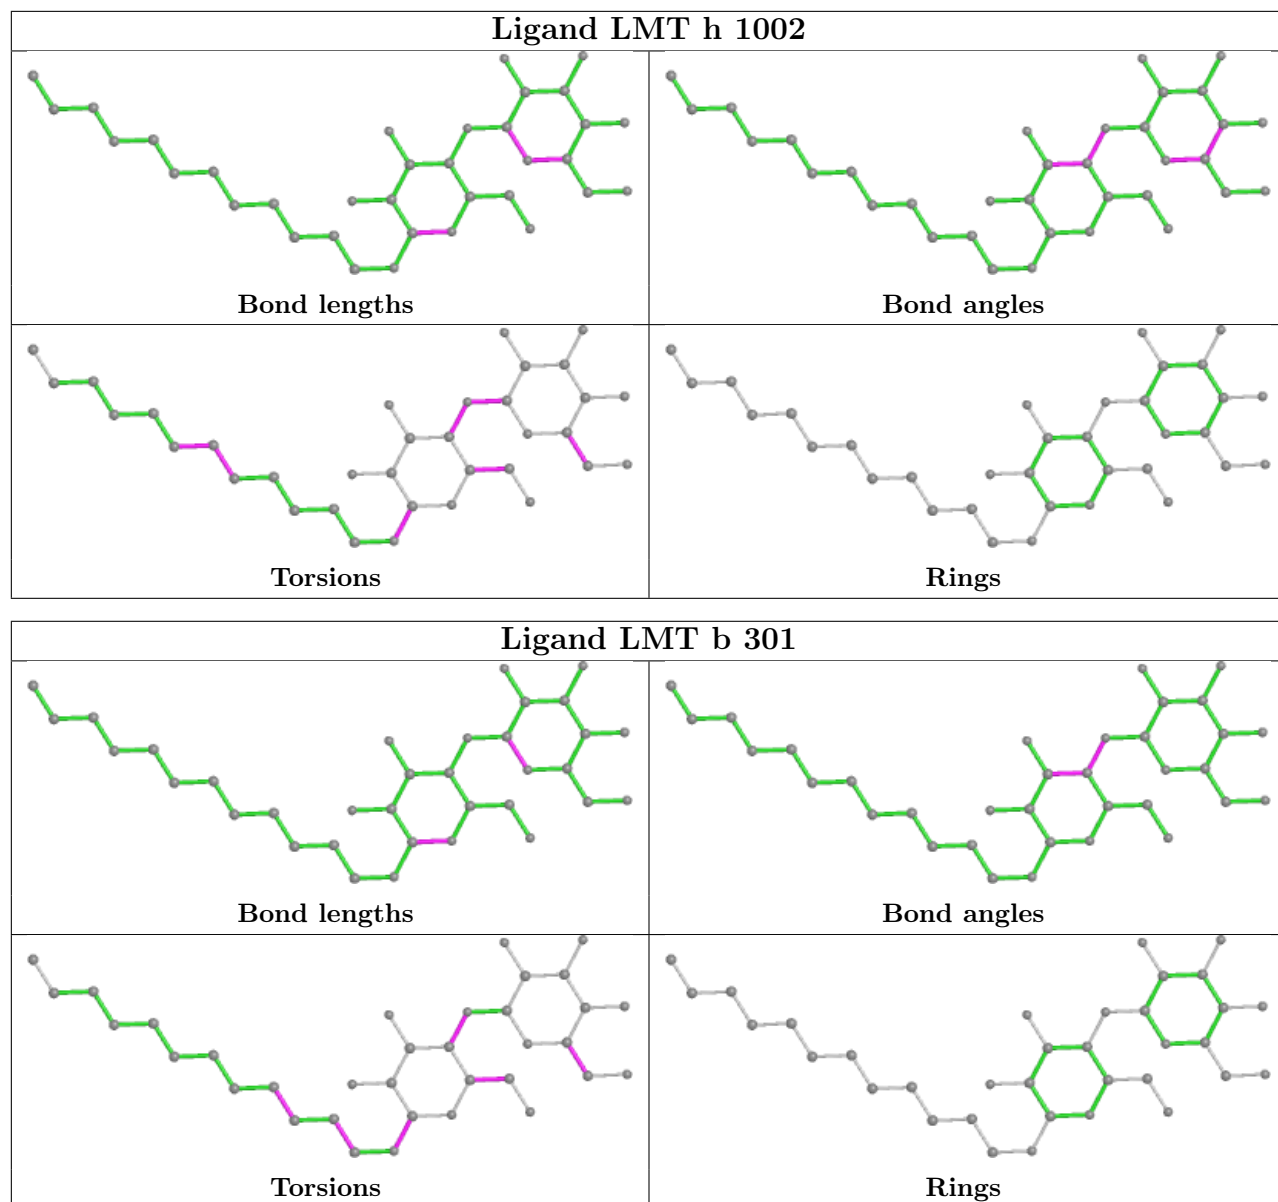 Ligand LMT h 1002
Bond lengths
Bond angles
Torsions
Rings
Ligand LMT b 301
Bond lengths
Bond angles
Torsions
Rings